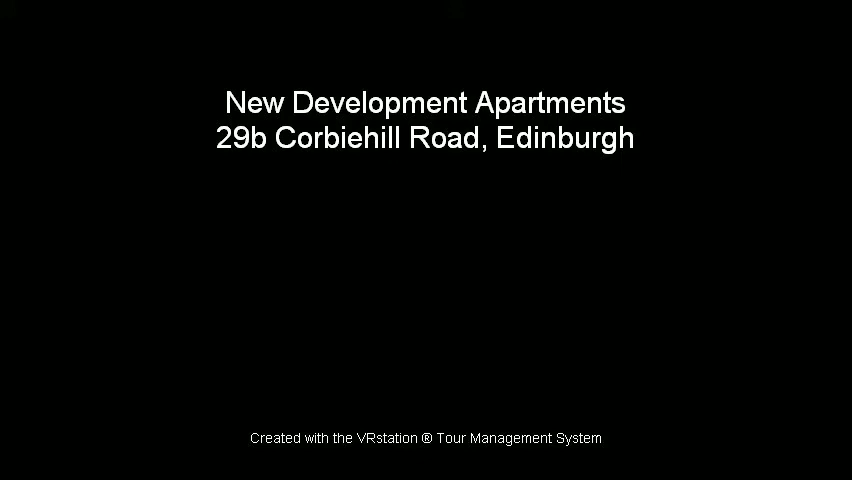 New Development Apartments
29b Corbiehill Road, Edinburgh
Created with the VRstation ® Tour Management System